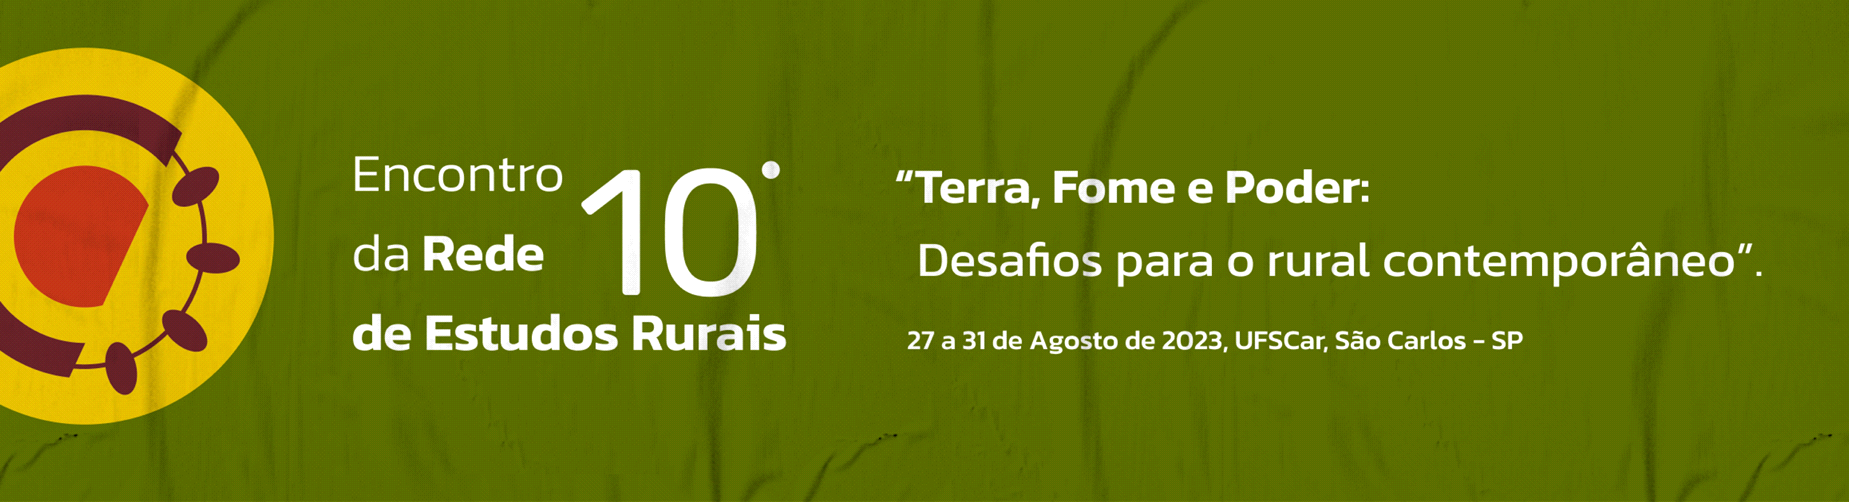 Encontro 10°
da Rede
de Estudos Rurais
“Terra, Fome e Poder:
Desafios para o rural contemporâneo”.
27 a 31 de Agosto de 2023, UFSCar, São Carlos - SP